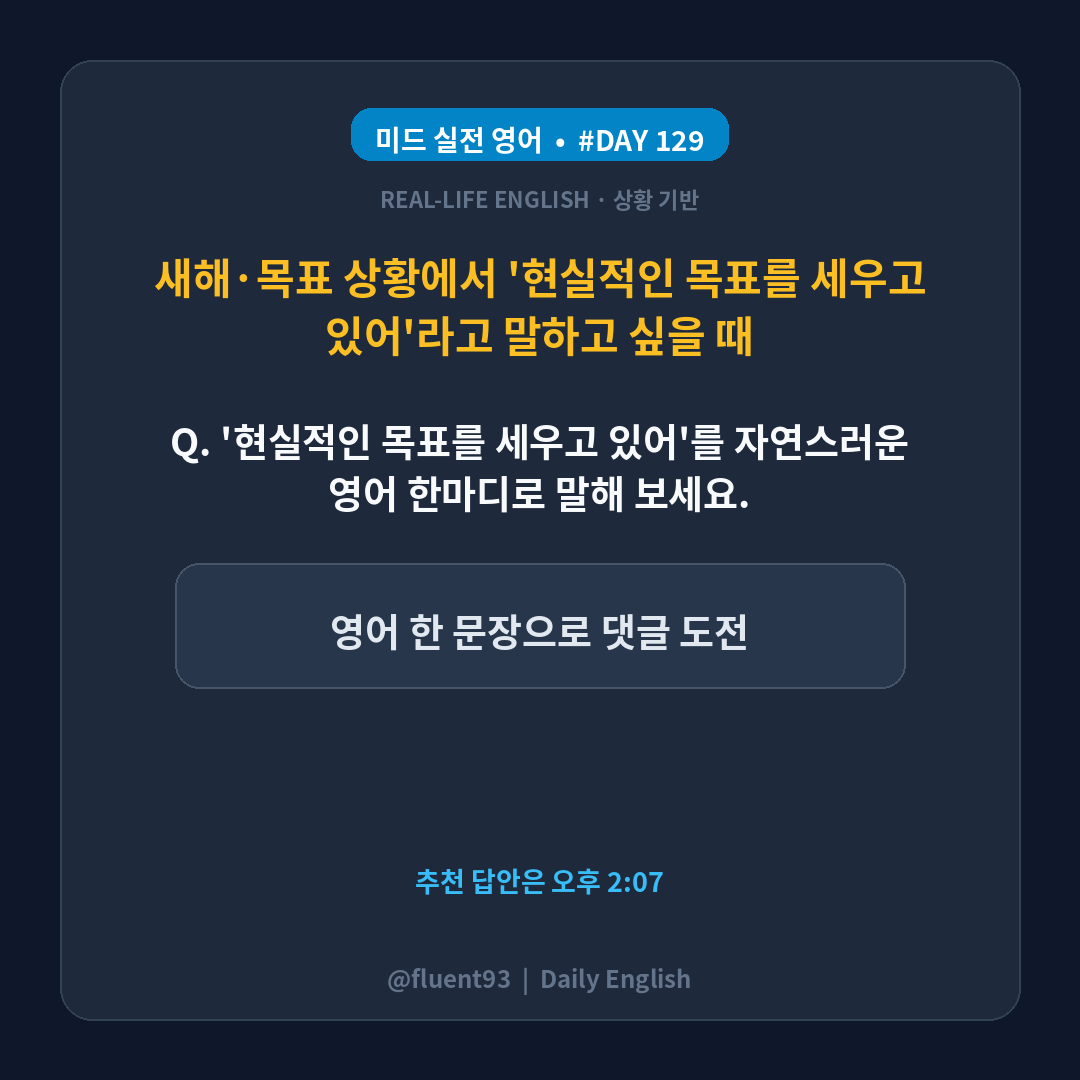 미드 실전 영어 • #DAY 129
REAL-LIFE ENGLISH · 상황 기반
새해·목표 상황에서 '현실적인 목표를 세우고
있어'라고 말하고 싶을 때
Q. '현실적인 목표를 세우고 있어'를 자연스러운
영어 한마디로 말해 보세요.
영어 한 문장으로 댓글 도전
추천 답안은 오후 2:07
@fluent93 | Daily English